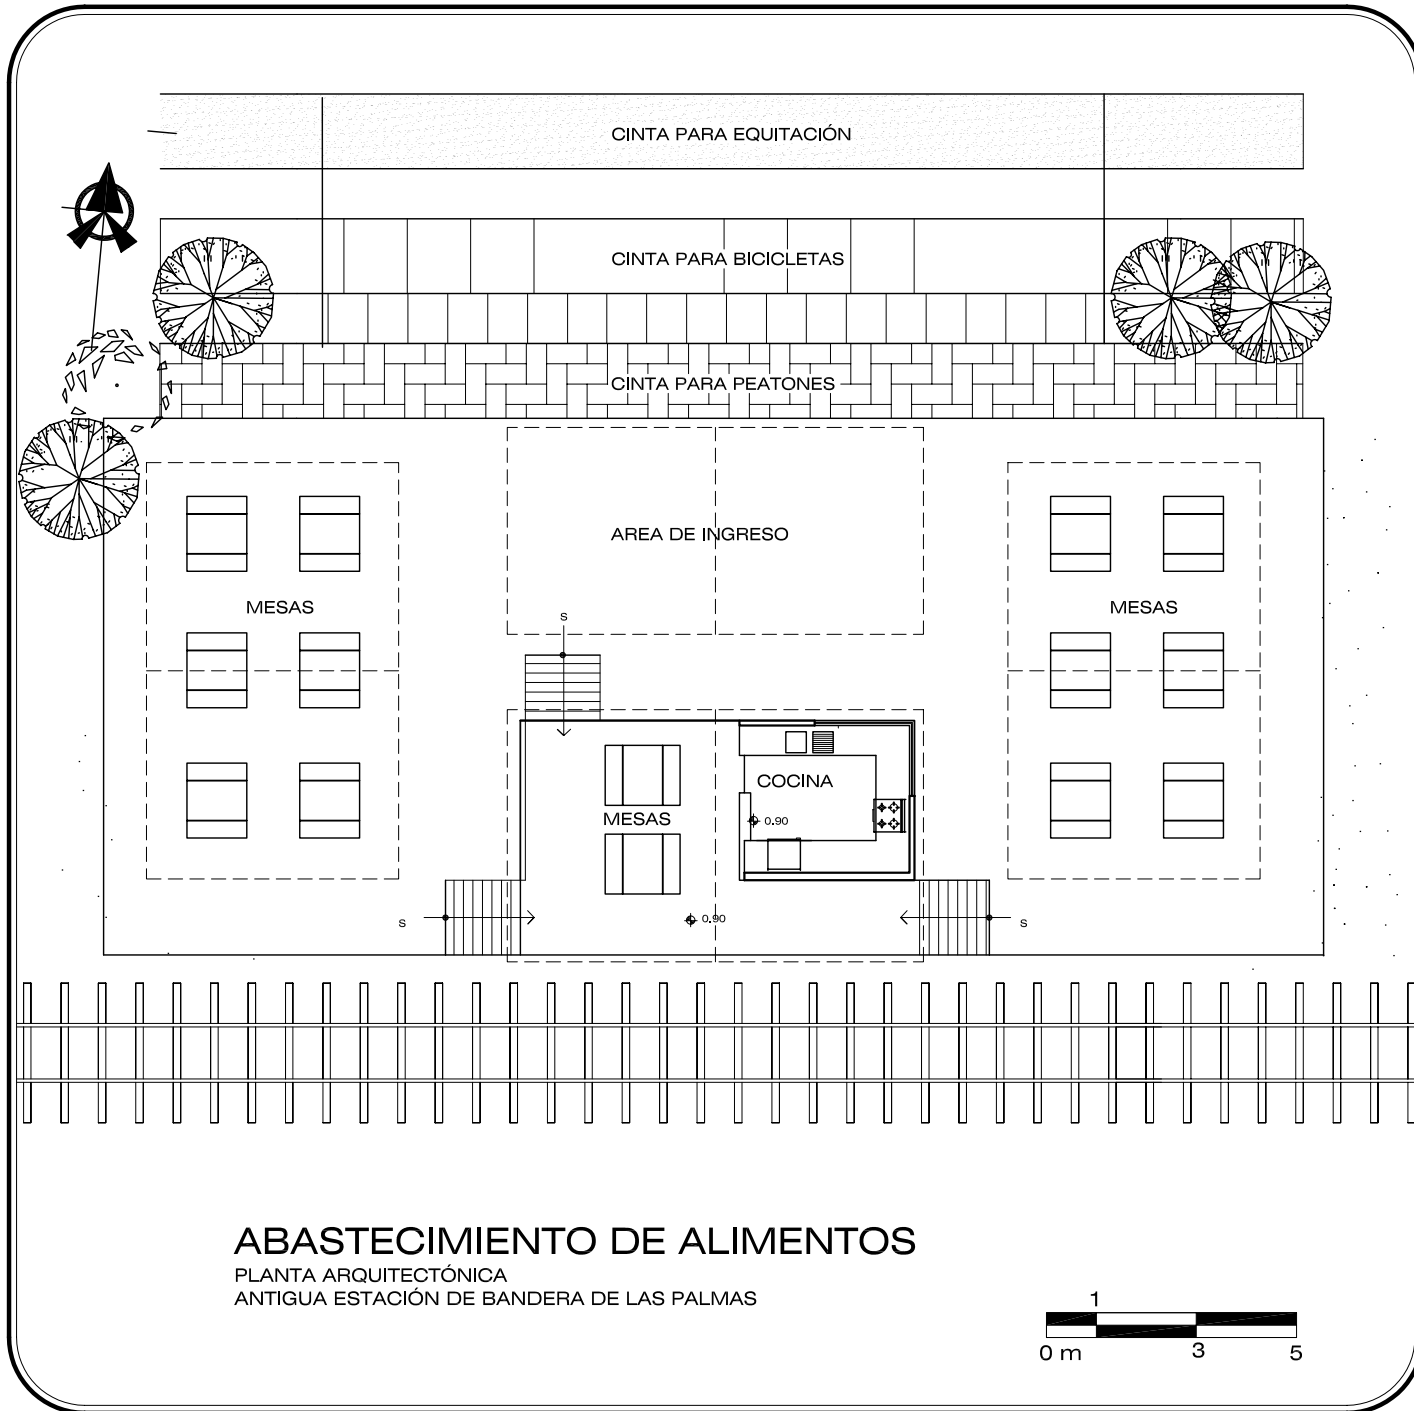 CINTA PARA EQUITACIÓN
CINTA PARA BICICLETAS
CINTA PARA PEATONES
AREA DE INGRESO
MESAS
MESAS
S
COCINA
MESAS
0.90
0.90
S
S
ABASTECIMIENTO DE ALIMENTOS
PLANTA ARQUITECTÓNICA
ANTIGUA ESTACIÓN DE BANDERA DE LAS PALMAS
1
0 m 3 5